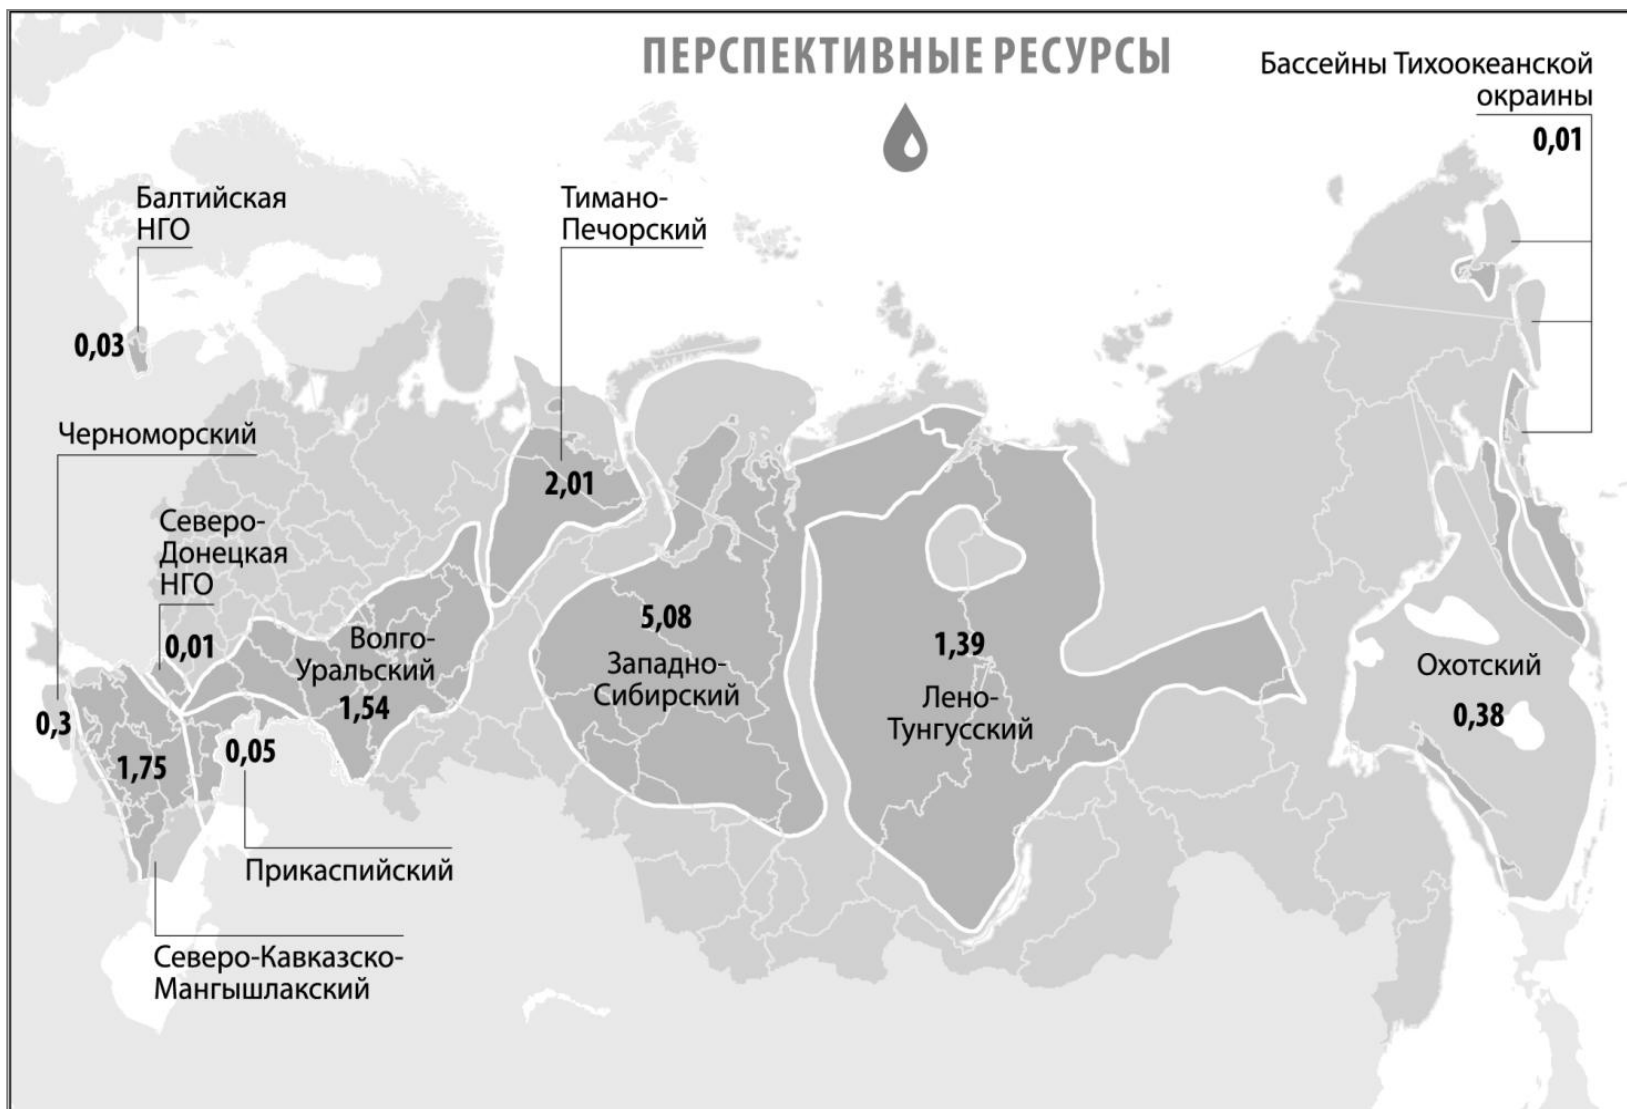 ПЕРСПЕКТИВНЫЕ РЕСУРСЫ
Бассейны Тихоокеанской
окраины
0,01
Балтийская
НГО
0,03
Тимано-
Печорский
2,01
Черноморский
0,3
Северо-
Донецкая
НГО
0,01
Волго-
Уральский
1,54
5,08
Западно-
Сибирский
1,39
Лено-
Тунгусский
Охотский
0,38
1,75
0,05
Прикаспийский
Северо-Кавказско-
Мангышлакский